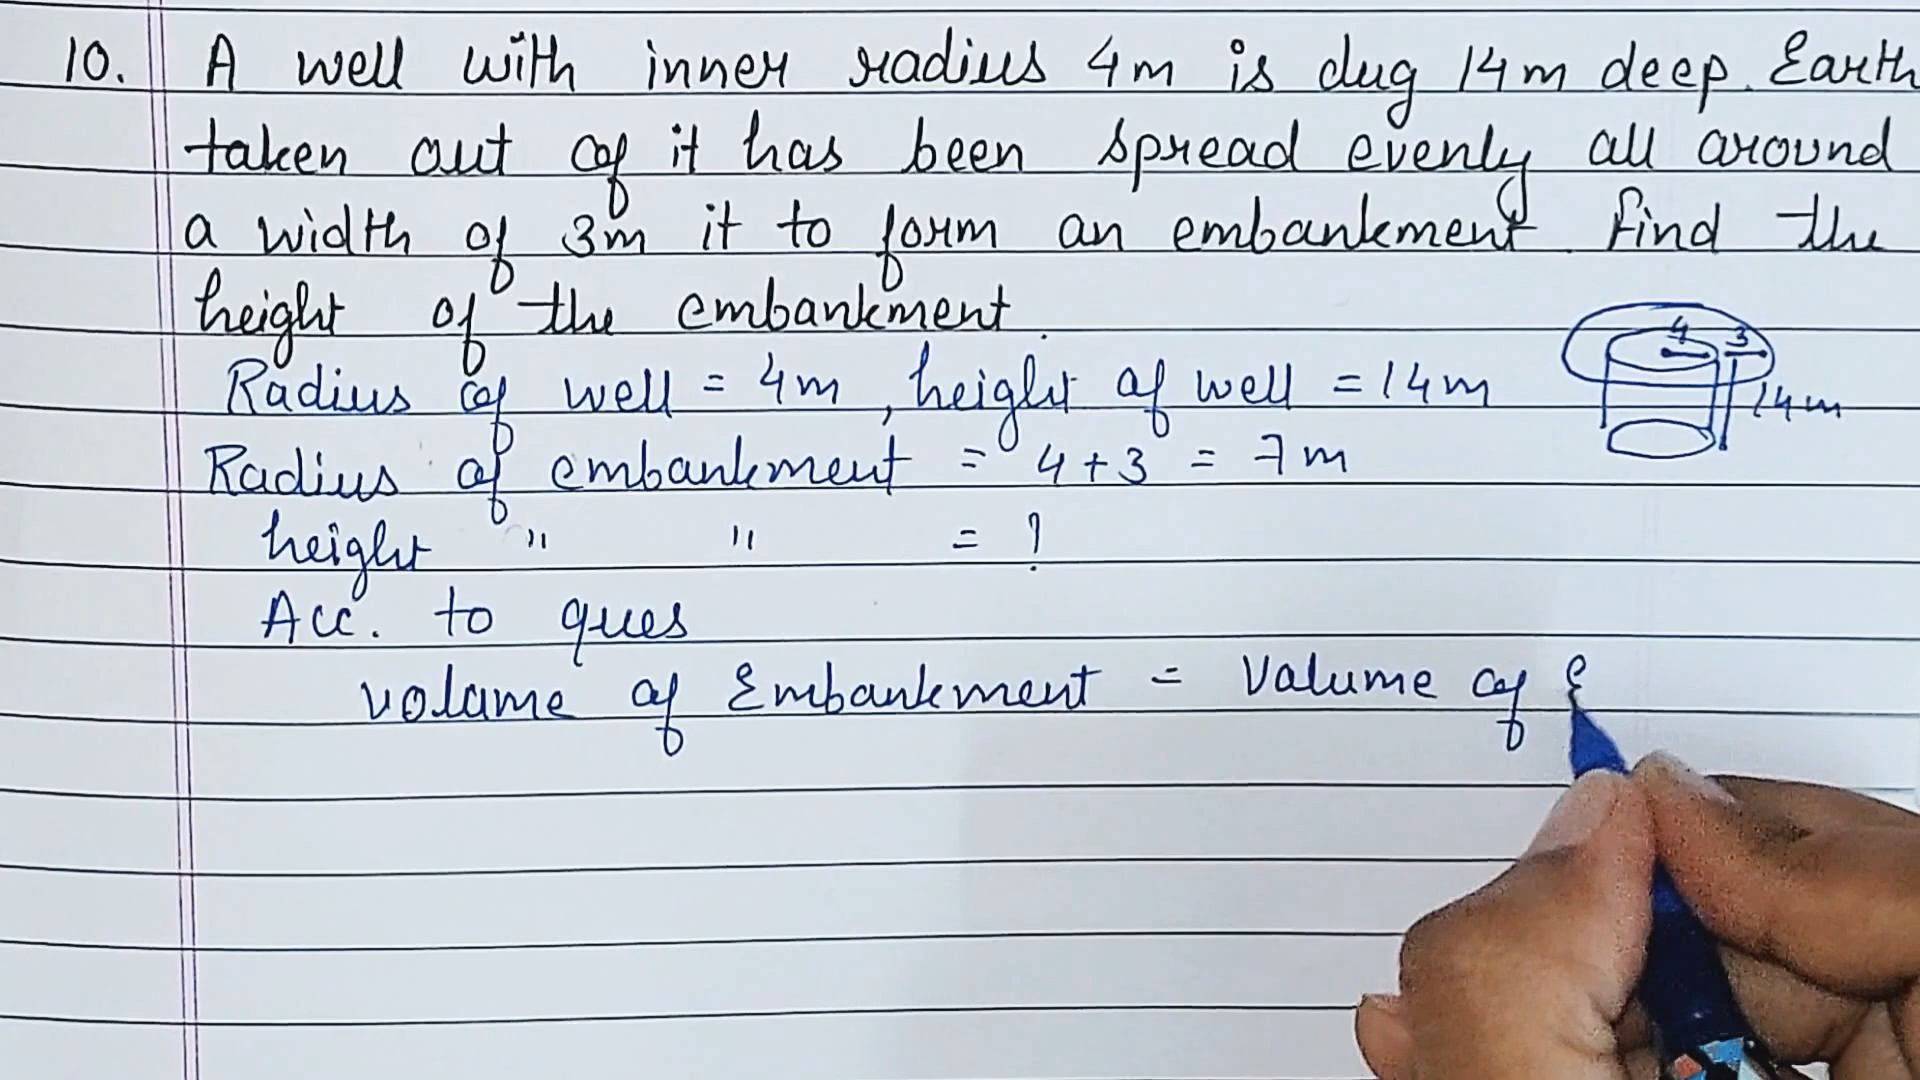 10. A well with inner radius 4m is dug 14m deep. Earth
taken out of it has been spread evenly all around
a width of 3m it to form an embankment. Find the
height of the embankment.
Radius of well = 4m, height of well = 14m
4 3
14m
Radius of embankment = 4+3 = 7m
height " " = ?
Acc. to ques
volume of Embankment = Volume of E